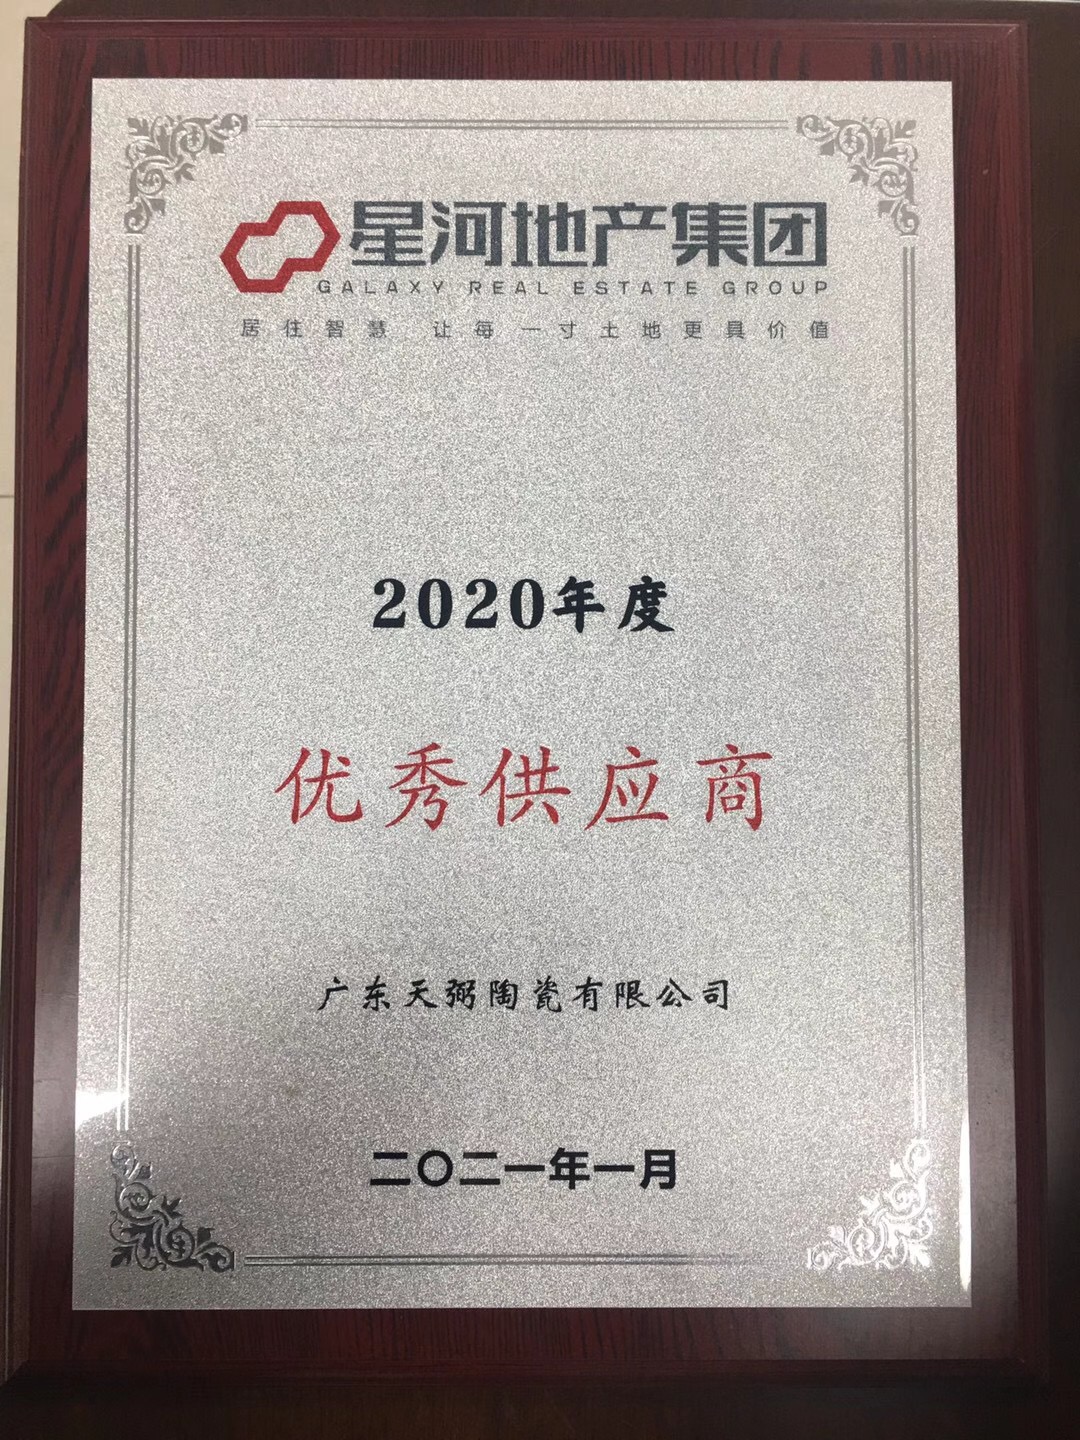 星河地产集团
GALAXY REAL ESTATE GROUP
居住智慧 让每一寸土地更具价值
2020年度
优秀供应商
广东天弼陶瓷有限公司
二〇二一年一月